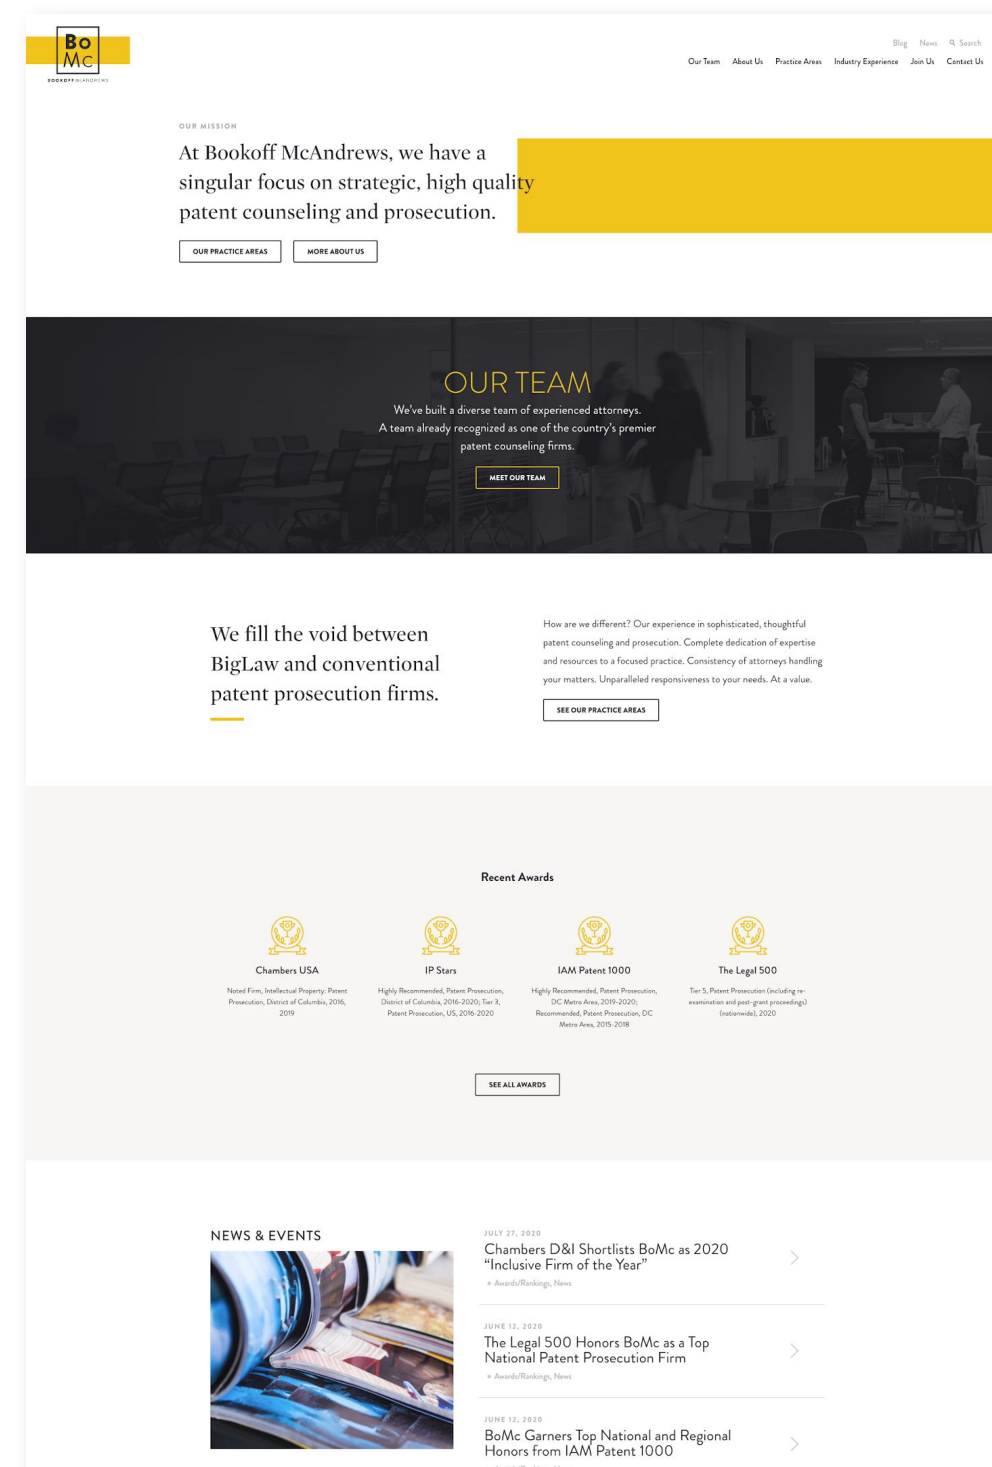 Bo
Mc
BOOKOFF McANDREWS
Blog News Search
Our Team About Us Practice Areas Industry Experience Join Us Contact Us
OUR MISSION
At Bookoff McAndrews, we have a
singular focus on strategic, high quality
patent counseling and prosecution.
OUR PRACTICE AREAS MORE ABOUT US
OUR TEAM
We've built a diverse team of experienced attorneys.
A team already recognized as one of the country's premier
patent counseling firms.
MEET OUR TEAM
We fill the void between
BigLaw and conventional
patent prosecution firms.
How are we different? Our experience in sophisticated, thoughtful
patent counseling and prosecution. Complete dedication of expertise
and resources to a focused practice. Consistency of attorneys handling
your matters. Unparalleled responsiveness to your needs. At a value.
SEE OUR PRACTICE AREAS
Recent Awards
Chambers USA
Noted Firm, Intellectual Property: Patent
Prosecution, District of Columbia, 2016,
2019
IP Stars
Highly Recommended, Patent Prosecution,
District of Columbia, 2016-2020; Tier 3,
Patent Prosecution, US, 2016-2020
IAM Patent 1000
Highly Recommended, Patent Prosecution,
DC Metro Area, 2019-2020;
Recommended, Patent Prosecution, DC
Metro Area, 2015-2018
The Legal 500
Tier 5, Patent Prosecution (including re-
examination and post-grant proceedings)
(nationwide), 2020
SEE ALL AWARDS
NEWS & EVENTS
JULY 27, 2020
Chambers D&I Shortlists BoMc as 2020
“Inclusive Firm of the Year”
Awards/Rankings, News
JUNE 12, 2020
The Legal 500 Honors BoMc as a Top
National Patent Prosecution Firm
Awards/Rankings, News
JUNE 12, 2020
BoMc Garners Top National and Regional
Honors from IAM Patent 1000